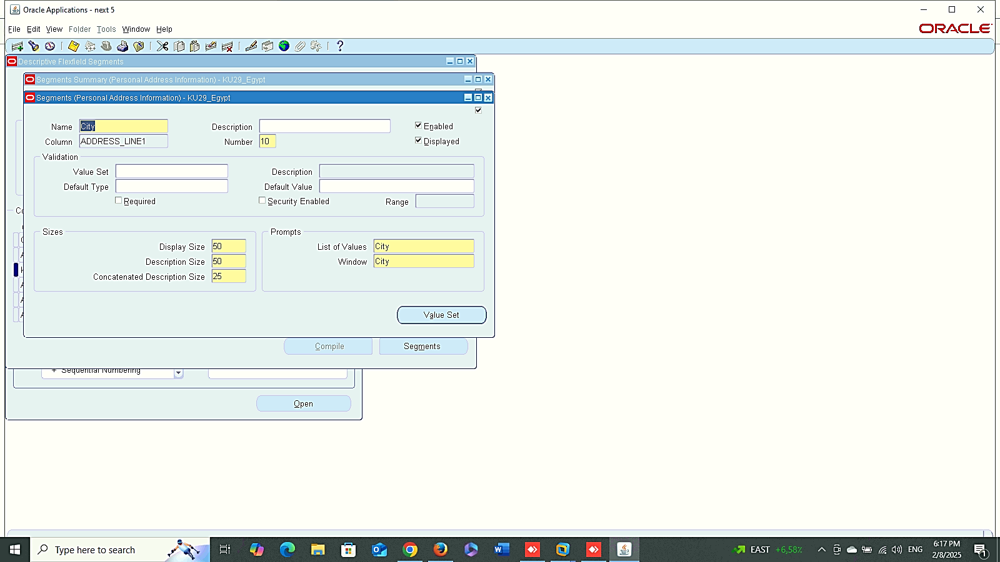 Oracle Applications - next 5
File Edit View Folder Tools Window Help
ORACLE
Descriptive Flexfield Segments
Segments Summary (Personal Address Information) - KU29_Egypt
Segments (Personal Address Information) - KU29_Egypt
Name City Description Enabled
Column ADDRESS_LINE1 Number 10 Displayed
Validation
Value Set Description
Default Type Default Value
Required Security Enabled Range
Sizes Prompts
Display Size 50 List of Values City
Description Size 50 Window City
Concatenated Description Size 25
Value Set
Compile Segments
+ Sequential Numbering
Open
Type here to search
EAST +6,58% ENG 6:17 PM
2/8/2025
1